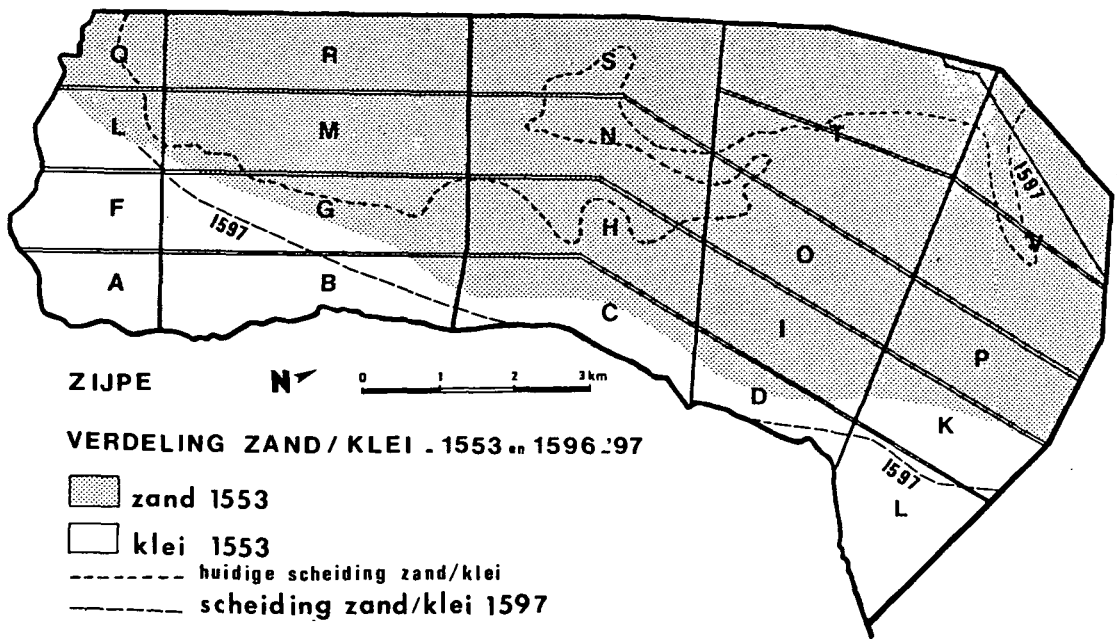 Q R S
L M N T
1597
F G H V
1597
A B C O
I P
D K
1597
L
ZIJPE N 0 1 2 3 km
VERDELING ZAND/KLEI - 1553 en 1596-'97
zand 1553
klei 1553
huidige scheiding zand/klei
scheiding zand/klei 1597